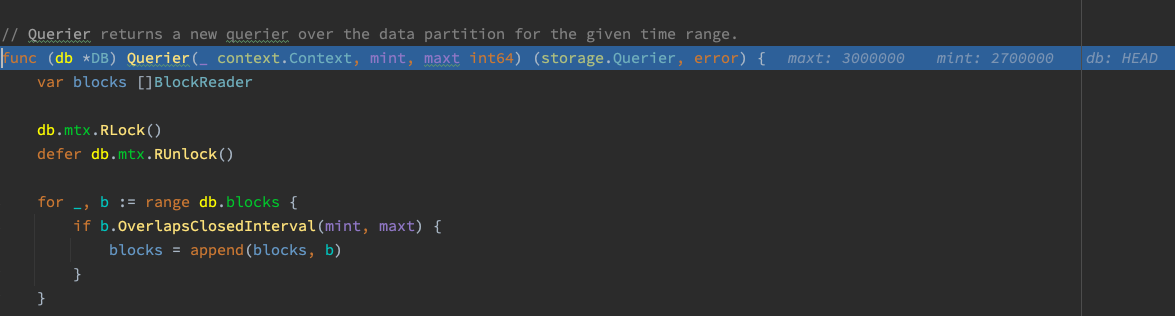 // Querier returns a new querier over the data partition for the given time range.
func (db *DB) Querier(_ context.Context, mint, maxt int64) (storage.Querier, error) {  maxt: 3000000   mint: 2700000   db: HEAD
    var blocks []BlockReader
    db.mtx.RLock()
    defer db.mtx.RUnlock()
    for _, b := range db.blocks {
        if b.OverlapsClosedInterval(mint, maxt) {
            blocks = append(blocks, b)
        }
    }